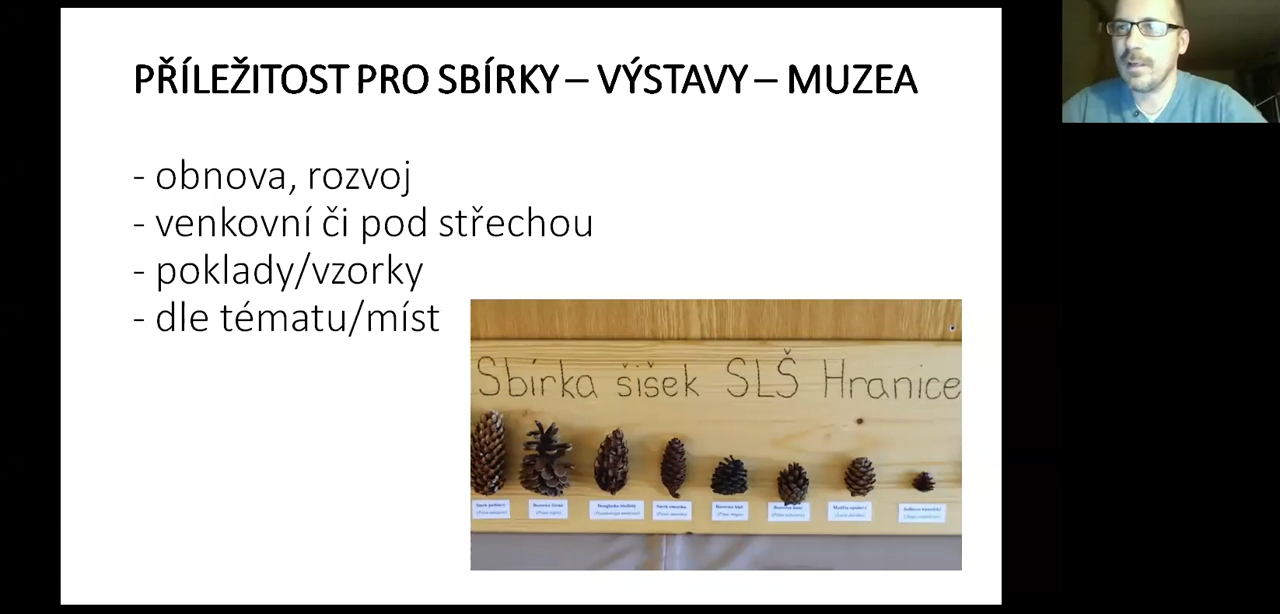 PŘÍLEŽITOST PRO SBÍRKY – VÝSTAVY – MUZEA
- obnova, rozvoj
- venkovní či pod střechou
- poklady/vzorky
- dle tématu/míst
Sbírka šišek SLŠ Hranice